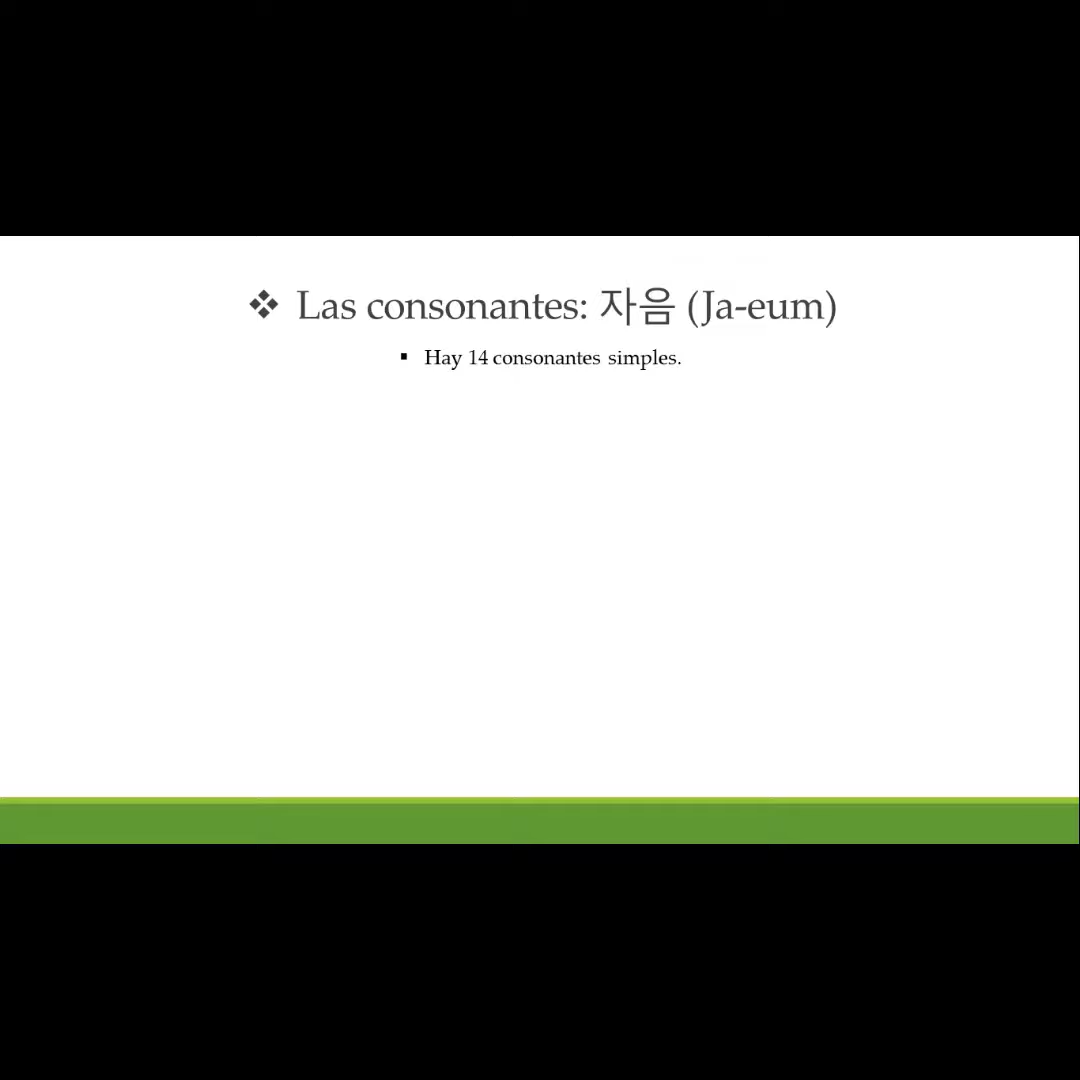 ❖ Las consonantes: 자음 (Ja-eum)
▪ Hay 14 consonantes simples.